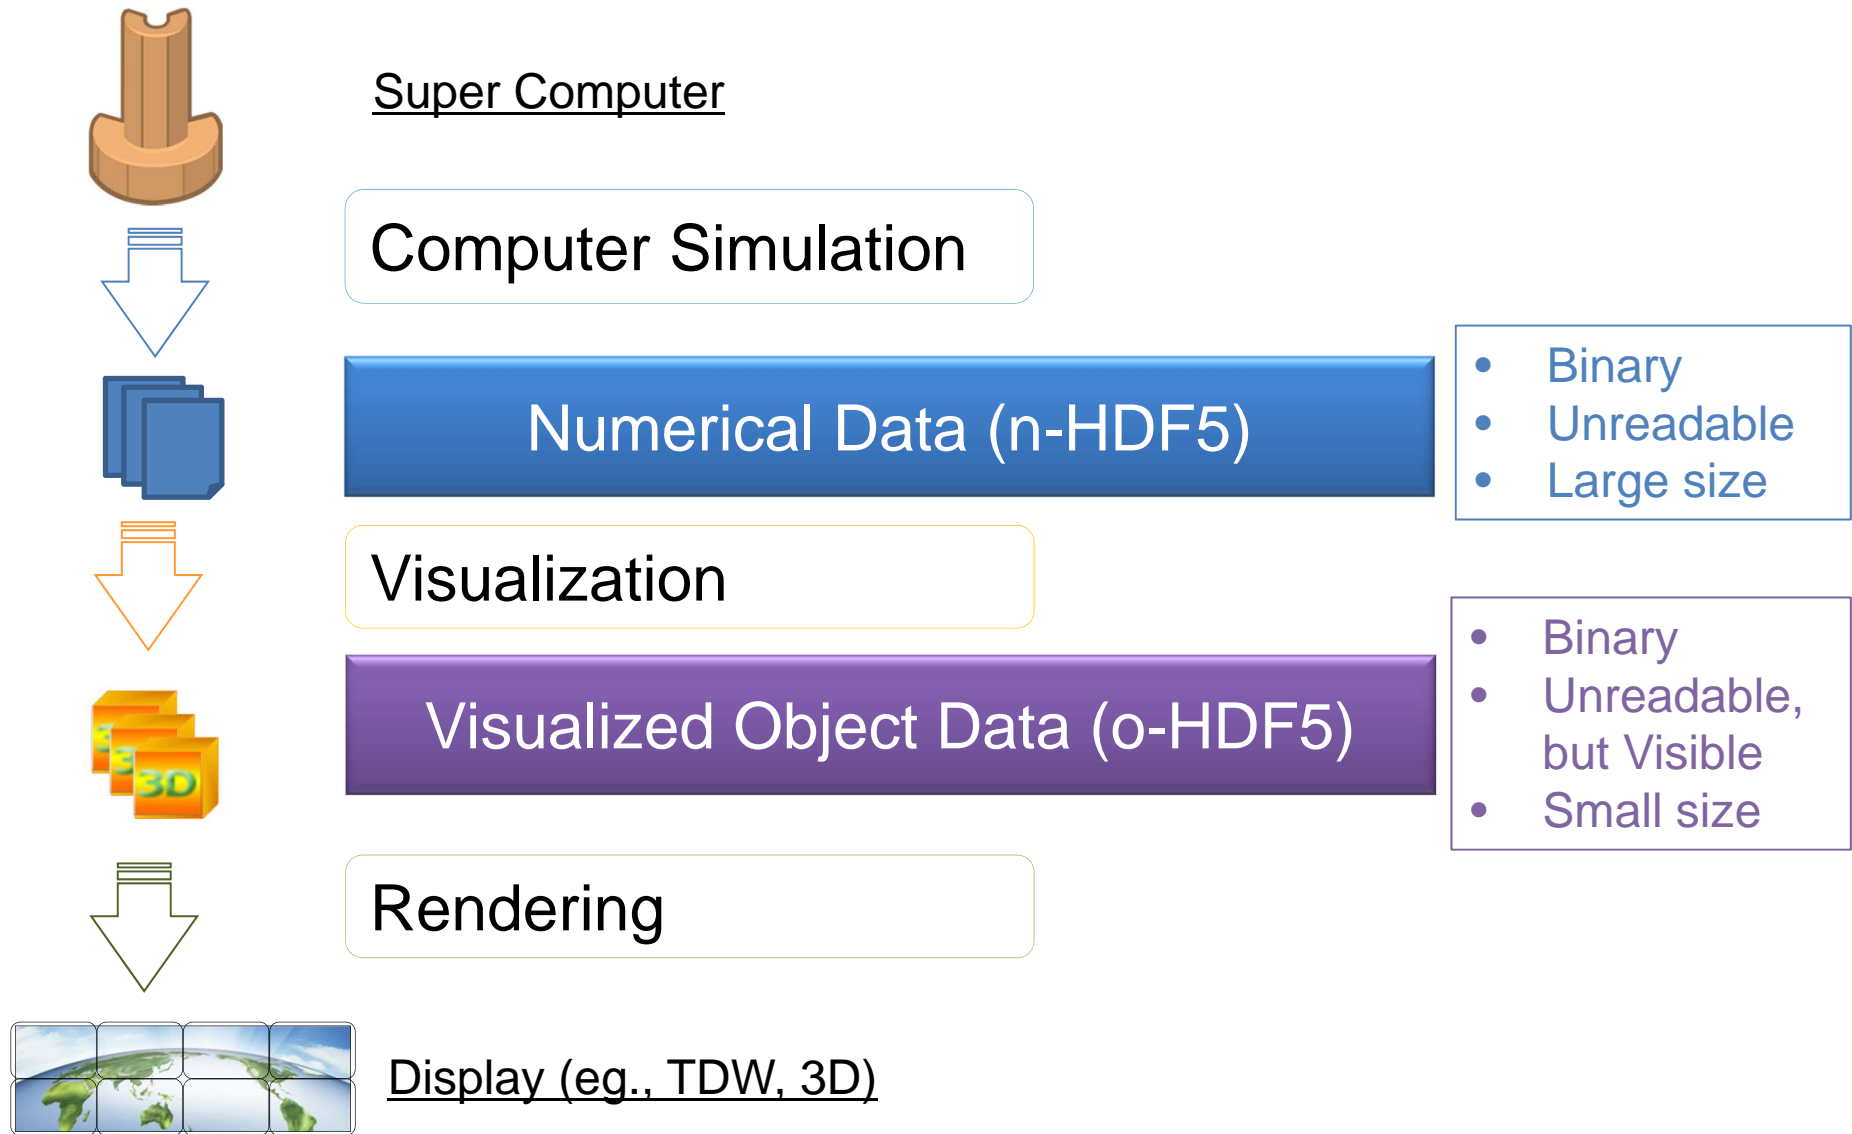 Super Computer
Computer Simulation
Numerical Data (n-HDF5)
• Binary
• Unreadable
• Large size
Visualization
Visualized Object Data (o-HDF5)
• Binary
• Unreadable,
but Visible
• Small size
3D
Rendering
Display (eg., TDW, 3D)